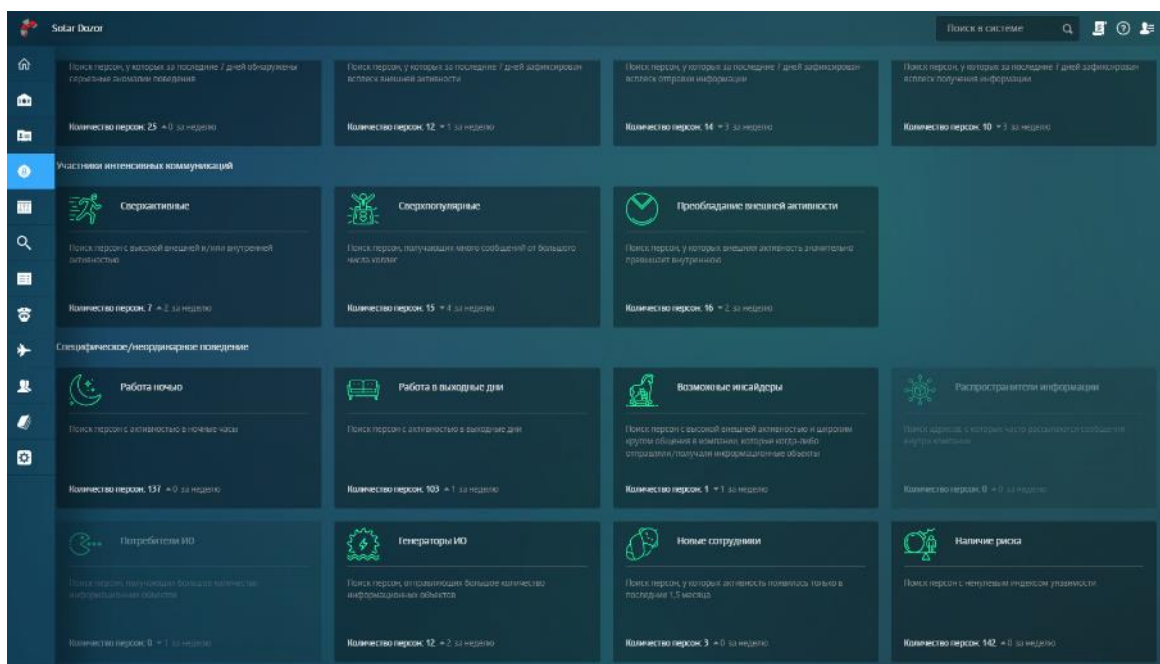 Solar Dozor
Поиск в системе
Поиск персон, у которых за последние 7 дней обнаружены
серьезные аномалии поведения
Поиск персон, у которых за последние 7 дней зафиксирован
всплеск внешней активности
Поиск персон, у которых за последние 7 дней зафиксирован
всплеск отправки информации
Поиск персон, у которых за последние 7 дней зафиксирован
всплеск получения информации
Количество персон: 25 0 за неделю
Количество персон: 12 1 за неделю
Количество персон: 14 3 за неделю
Количество персон: 10 3 за неделю
Участники интенсивных коммуникаций
Сверхактивные
Поиск персон с высокой внешней и/или внутренней
активностью
Количество персон: 7 2 за неделю
Сверхпопулярные
Поиск персон, получающих много сообщений от большого
числа коллег
Количество персон: 15 4 за неделю
Преобладание внешней активности
Поиск персон, у которых внешняя активность значительно
превышает внутреннюю
Количество персон: 16 2 за неделю
Специфическое/неординарное поведение
Работа ночью
Поиск персон с активностью в ночные часы
Количество персон: 137 0 за неделю
Работа в выходные дни
Поиск персон с активностью в выходные дни
Количество персон: 103 1 за неделю
Возможные инсайдеры
Поиск персон с высокой внешней активностью и широким
кругом общения в компании, которые когда-либо
отправляли/получали информационные объекты
Количество персон: 1 1 за неделю
Распространители информации
Поиск адресов, с которых часто рассылаются сообщения
внутри компании
Количество персон: 0 0 за неделю
Потребители ИО
Поиск персон, получающих большое количество
информационных объектов
Количество персон: 0 1 за неделю
Генераторы ИО
Поиск персон, отправляющих большое количество
информационных объектов
Количество персон: 12 2 за неделю
Новые сотрудники
Поиск персон, у которых активность появилась только в
последние 1,5 месяца
Количество персон: 3 0 за неделю
Наличие риска
Поиск персон с ненулевым индексом уязвимости
Количество персон: 142 0 за неделю